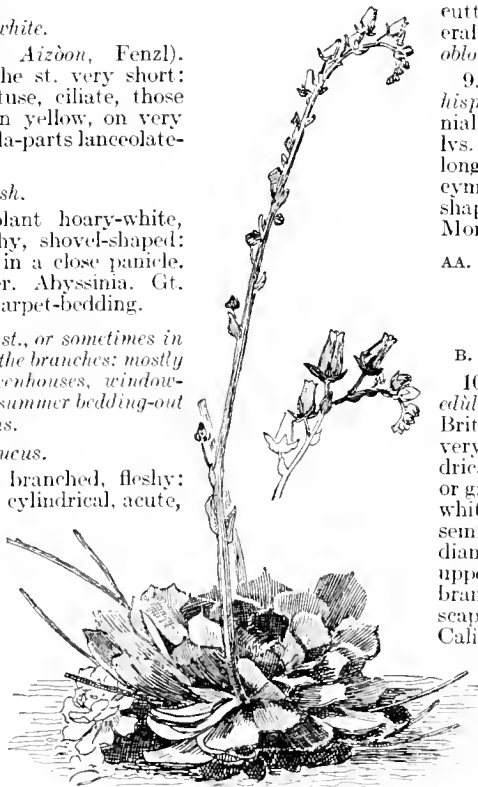 white.
Aizòon, Fenzl).
he st. very short:
tuse, ciliate, those
n yellow, on very
la-parts lanceolate-
sh.
plant hoary-white,
hy, shovel-shaped:
in a close panicle.
r. Abyssinia. Gt.
arpet-bedding.
st., or sometimes in
the branches: mostly
eenhouses, window-
summer bedding-out
ns.
ucus.
branched, fleshy:
cylindrical, acute,
cutt
eral
oblo
9.
hisp
nial
lvs.
long
cym
shap
Mor
AA.
B.
10
edùl
Brit
very
dric
or g
whit
sem
dian
uppe
bran
scap
Cali